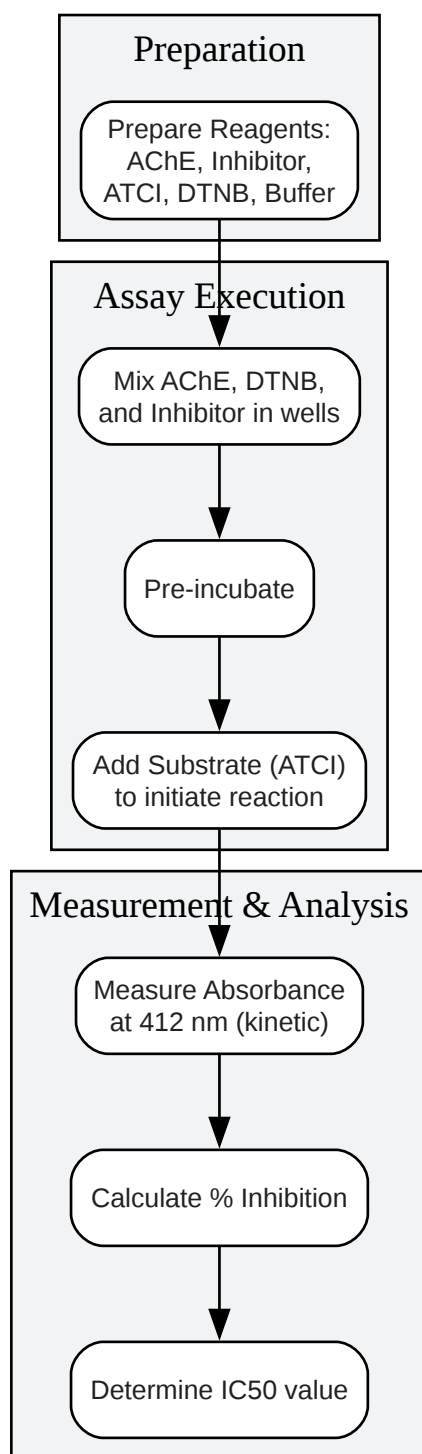 Preparation
Prepare Reagents:
AChE, Inhibitor,
ATCI, DTNB, Buffer
Assay Execution
Mix AChE, DTNB,
and Inhibitor in wells
Pre-incubate
Add Substrate (ATCI)
to initiate reaction
Measurement & Analysis
Measure Absorbance
at 412 nm (kinetic)
Calculate % Inhibition
Determine IC50 value